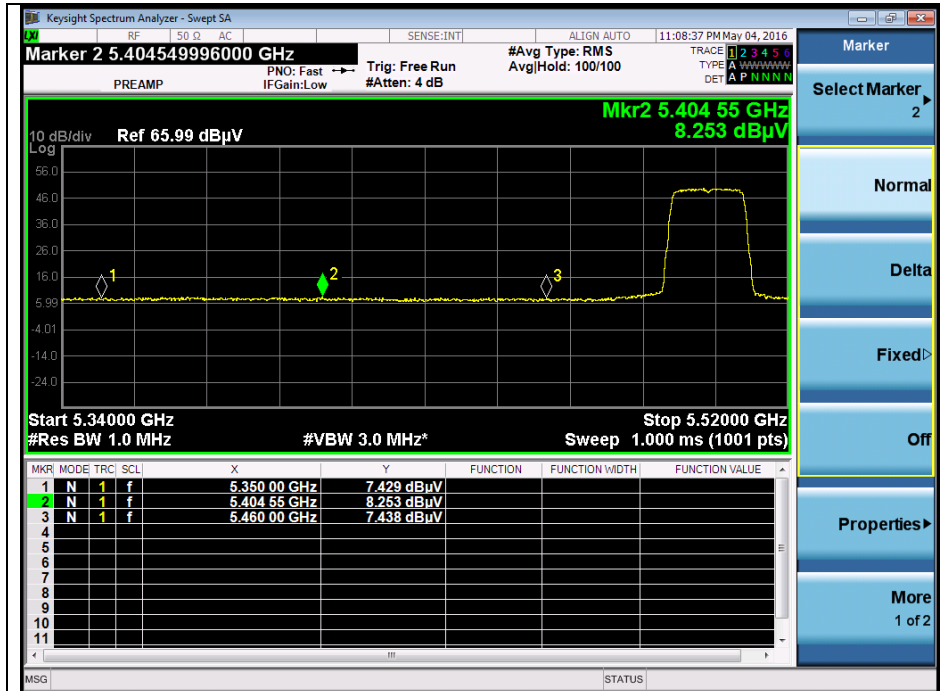 Keysight Spectrum Analyzer - Swept SA
LXI RF 50 Ω AC SENSE:INT ALIGN AUTO 11:08:37 PM May 04, 2016
Marker 2 5.404549996000 GHz
PREAMP
PNO: Fast
IFGain:Low
Trig: Free Run
#Atten: 4 dB
#Avg Type: RMS
Avg|Hold: 100/100
TRACE 1 2 3 4 5 6
TYPE A WWWWW
DET A P N N N N
Mkr2 5.404 55 GHz
8.253 dBµV
10 dB/div Ref 65.99 dBµV
Log
56.0
46.0
36.0
26.0
16.0
5.99
-4.01
-14.0
-24.0
1
2
3
Start 5.34000 GHz Stop 5.52000 GHz
#Res BW 1.0 MHz #VBW 3.0 MHz* Sweep 1.000 ms (1001 pts)
MKR MODE TRC SCL X Y FUNCTION FUNCTION WIDTH FUNCTION VALUE
1 N 1 f 5.350 00 GHz 7.429 dBµV
2 N 1 f 5.404 55 GHz 8.253 dBµV
3 N 1 f 5.460 00 GHz 7.438 dBµV
4
5
6
7
8
9
10
11
MSG STATUS
Marker
Select Marker
2
Normal
Delta
Fixed
Off
Properties
More
1 of 2